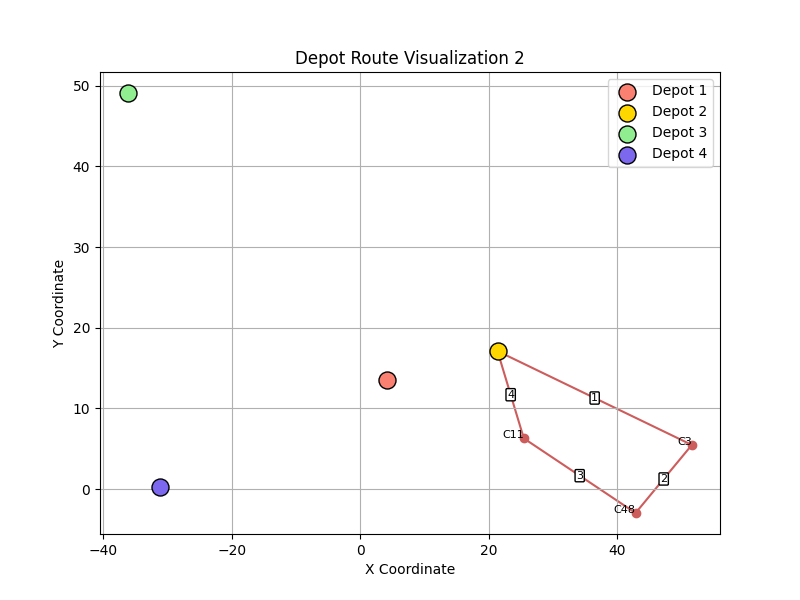 Depot Route Visualization 2
Depot 1
Depot 2
Depot 3
Depot 4
50
40
30
20
10
0
Y Coordinate
1
4
C11
C3
3
2
C48
−40
−20
0
20
40
X Coordinate